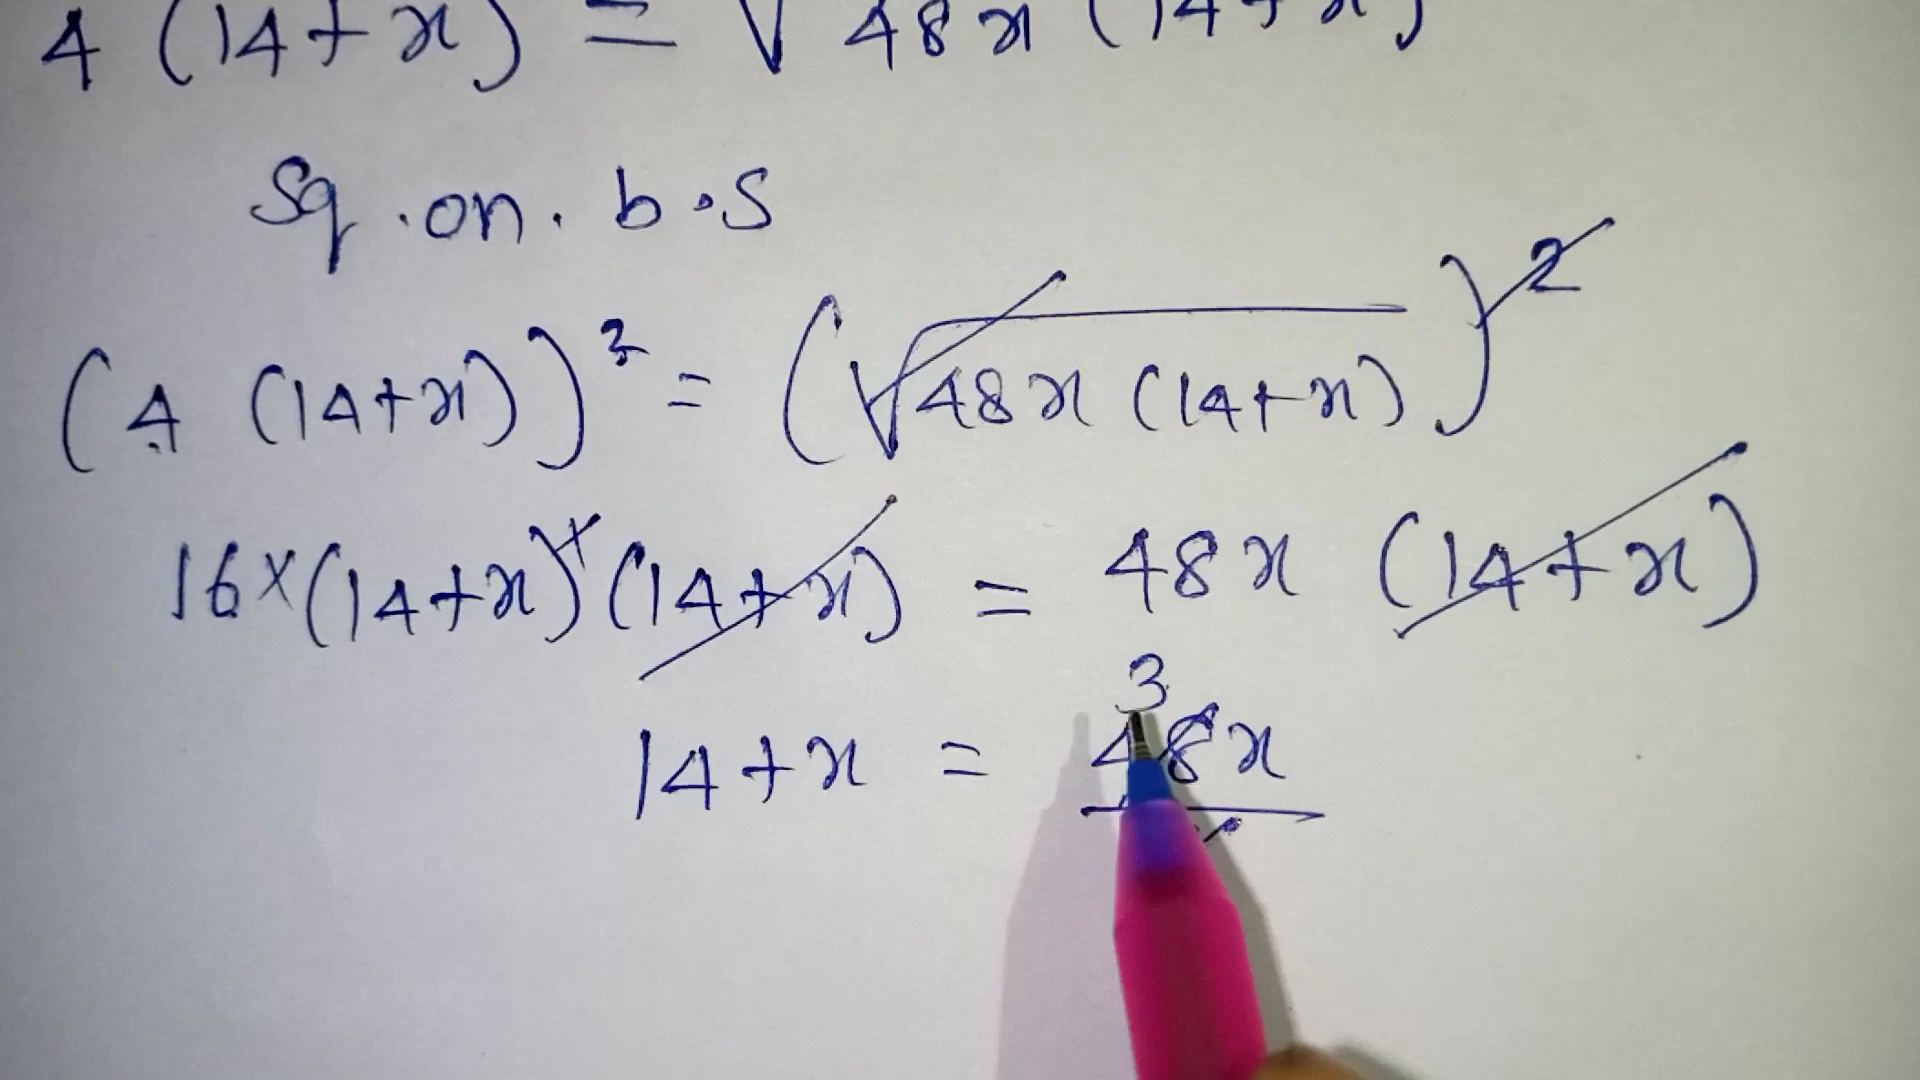 4 (14+x) = √48x (14+x)
Sq. on. b.s
(4 (14+x))² = (√48x (14+x))²
16×(14+x)¹(14+x) = 48x (14+x)
3
14+x = 48x